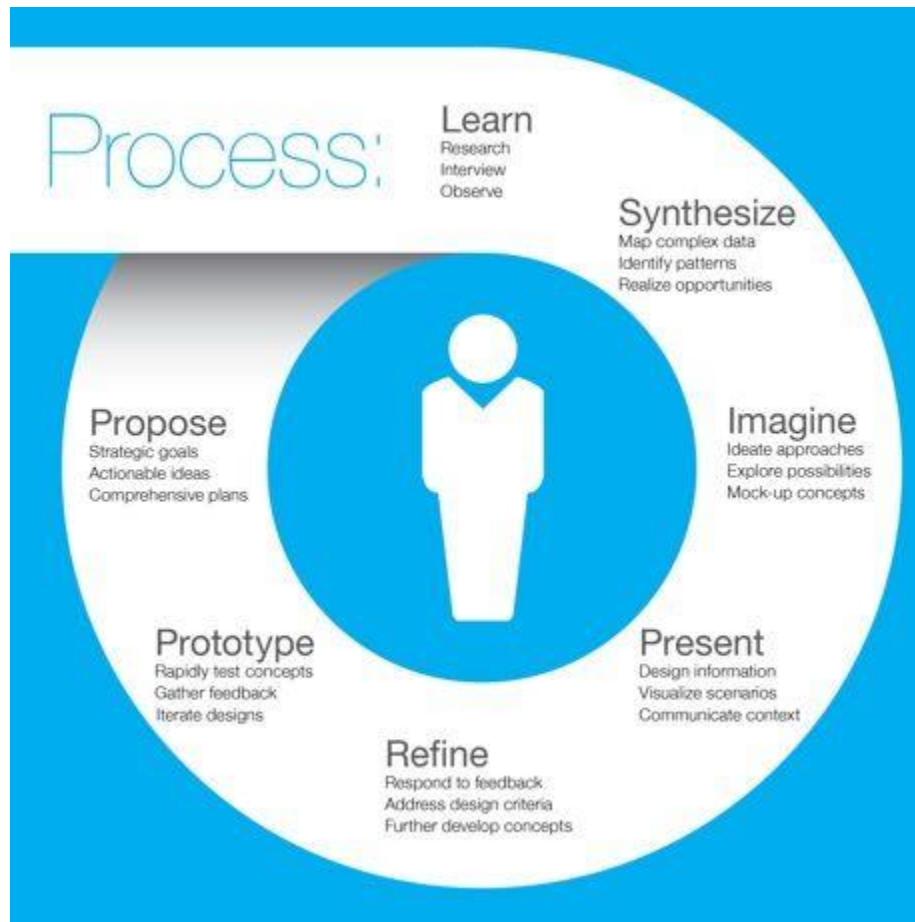 Process:
Learn
Research
Interview
Observe
Synthesize
Map complex data
Identify patterns
Realize opportunities
Imagine
Ideate approaches
Explore possibilities
Mock-up concepts
Present
Design information
Visualize scenarios
Communicate context
Refine
Respond to feedback
Address design criteria
Further develop concepts
Prototype
Rapidly test concepts
Gather feedback
Iterate designs
Propose
Strategic goals
Actionable ideas
Comprehensive plans